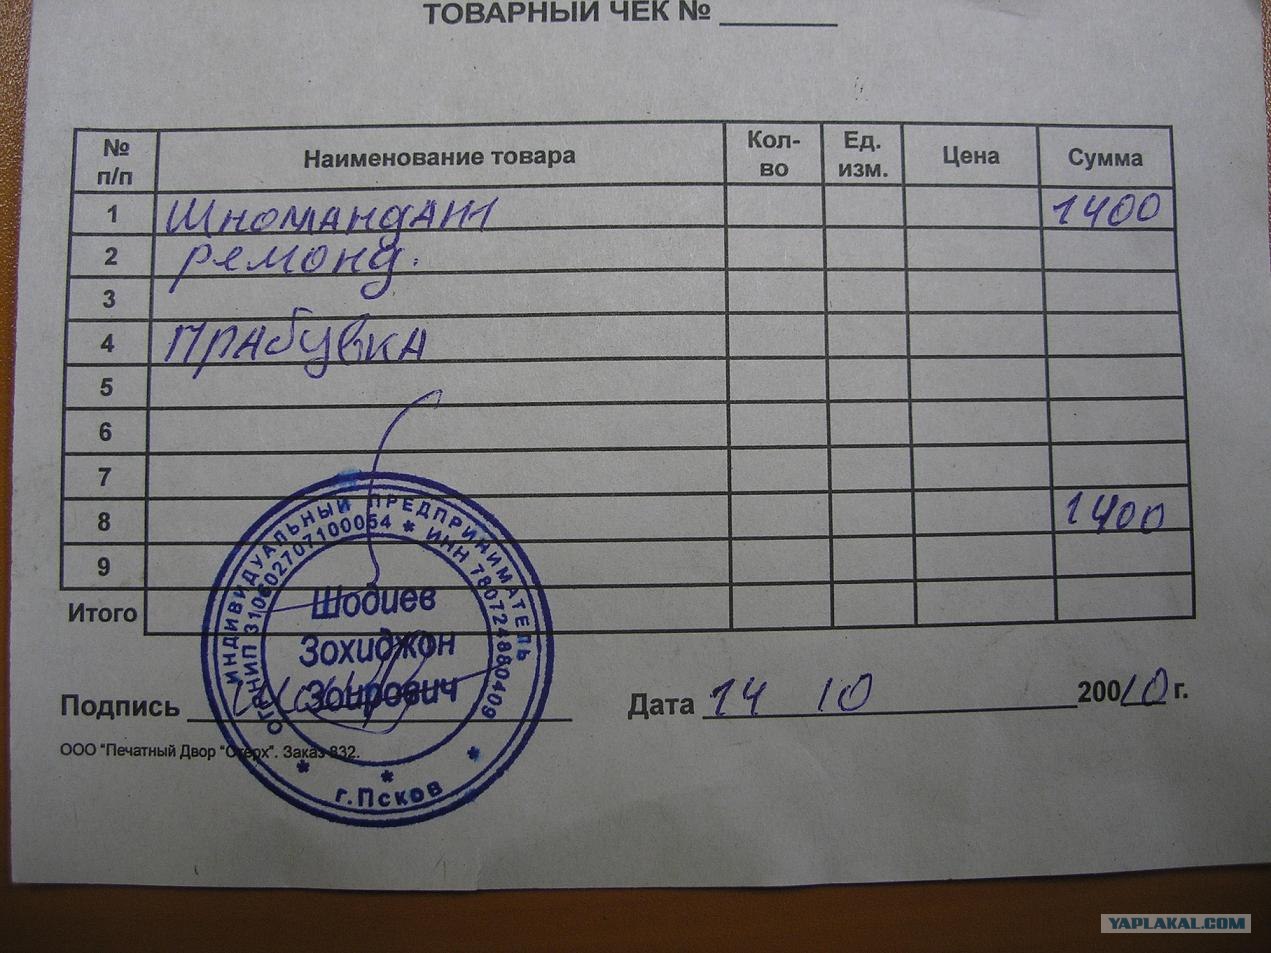 ТОВАРНЫЙ ЧЕК № ________
№ п/п Наименование товара Кол-во Ед. изм. Цена Сумма
1 Шномандаж 1400
2 ремонд.
3
4 прабувка
5
6
7
8 1400
9
Итого
ИНДИВИДУАЛЬНЫЙ ПРЕДПРИНИМАТЕЛЬ
ОГРНИП 310602707100054 * ИНН 780724880409
Шодиев
Зохиджон
Зоирович
* * *
г. Псков
Подпись
Дата 14 10 20010 г.
ООО "Печатный Двор "Стерх". Заказ 832.
YAPLAKAL.COM